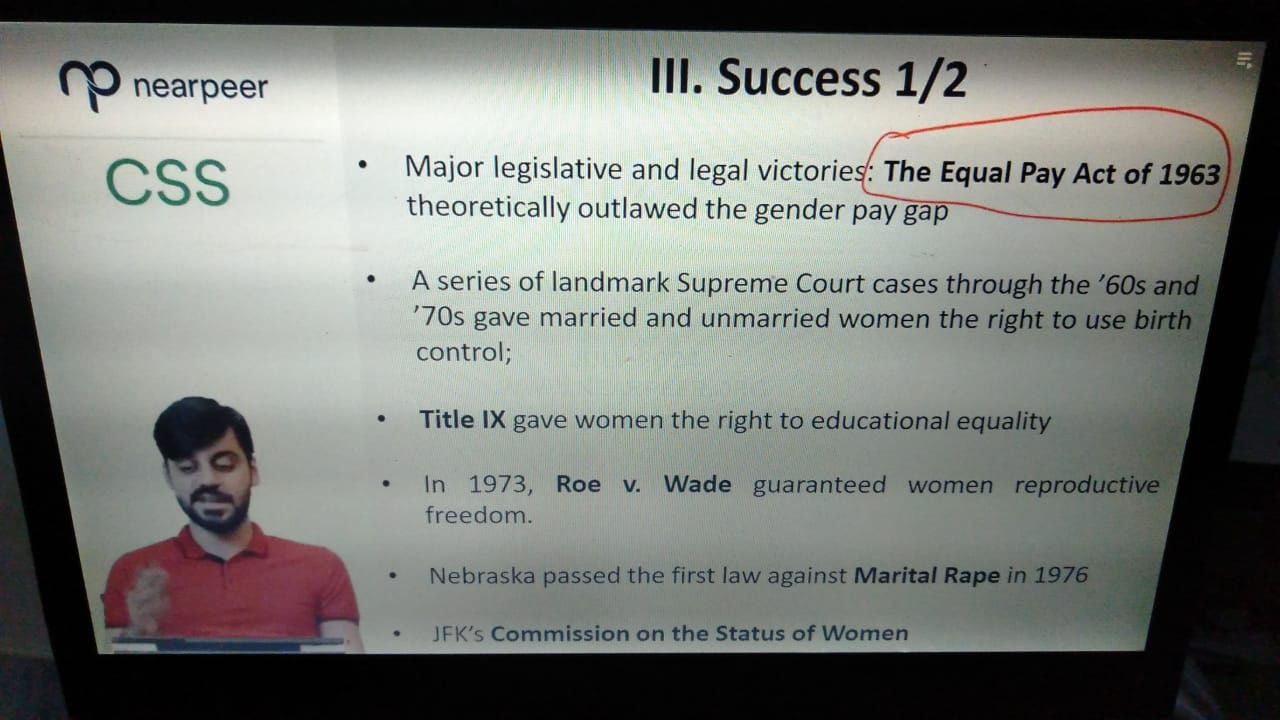 nearpeer
CSS
III. Success 1/2
• Major legislative and legal victories: The Equal Pay Act of 1963
theoretically outlawed the gender pay gap
• A series of landmark Supreme Court cases through the ’60s and
’70s gave married and unmarried women the right to use birth
control;
• Title IX gave women the right to educational equality
• In 1973, Roe v. Wade guaranteed women reproductive
freedom.
• Nebraska passed the first law against Marital Rape in 1976
• JFK’s Commission on the Status of Women